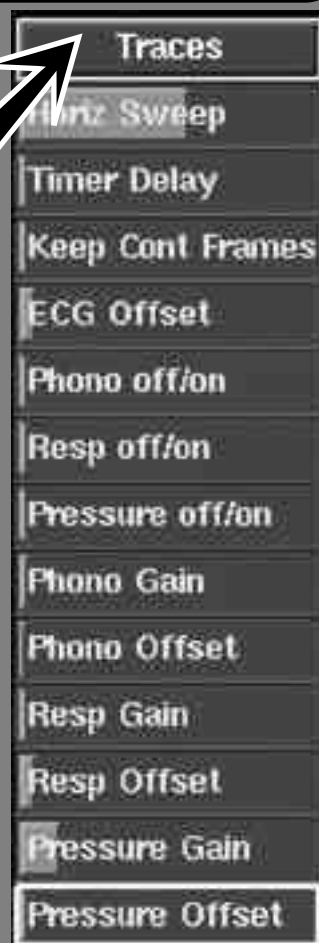 Traces
Horiz Sweep
Timer Delay
Keep Cont Frames
ECG Offset
Phono off/on
Resp off/on
Pressure off/on
Phono Gain
Phono Offset
Resp Gain
Resp Offset
Pressure Gain
Pressure Offset